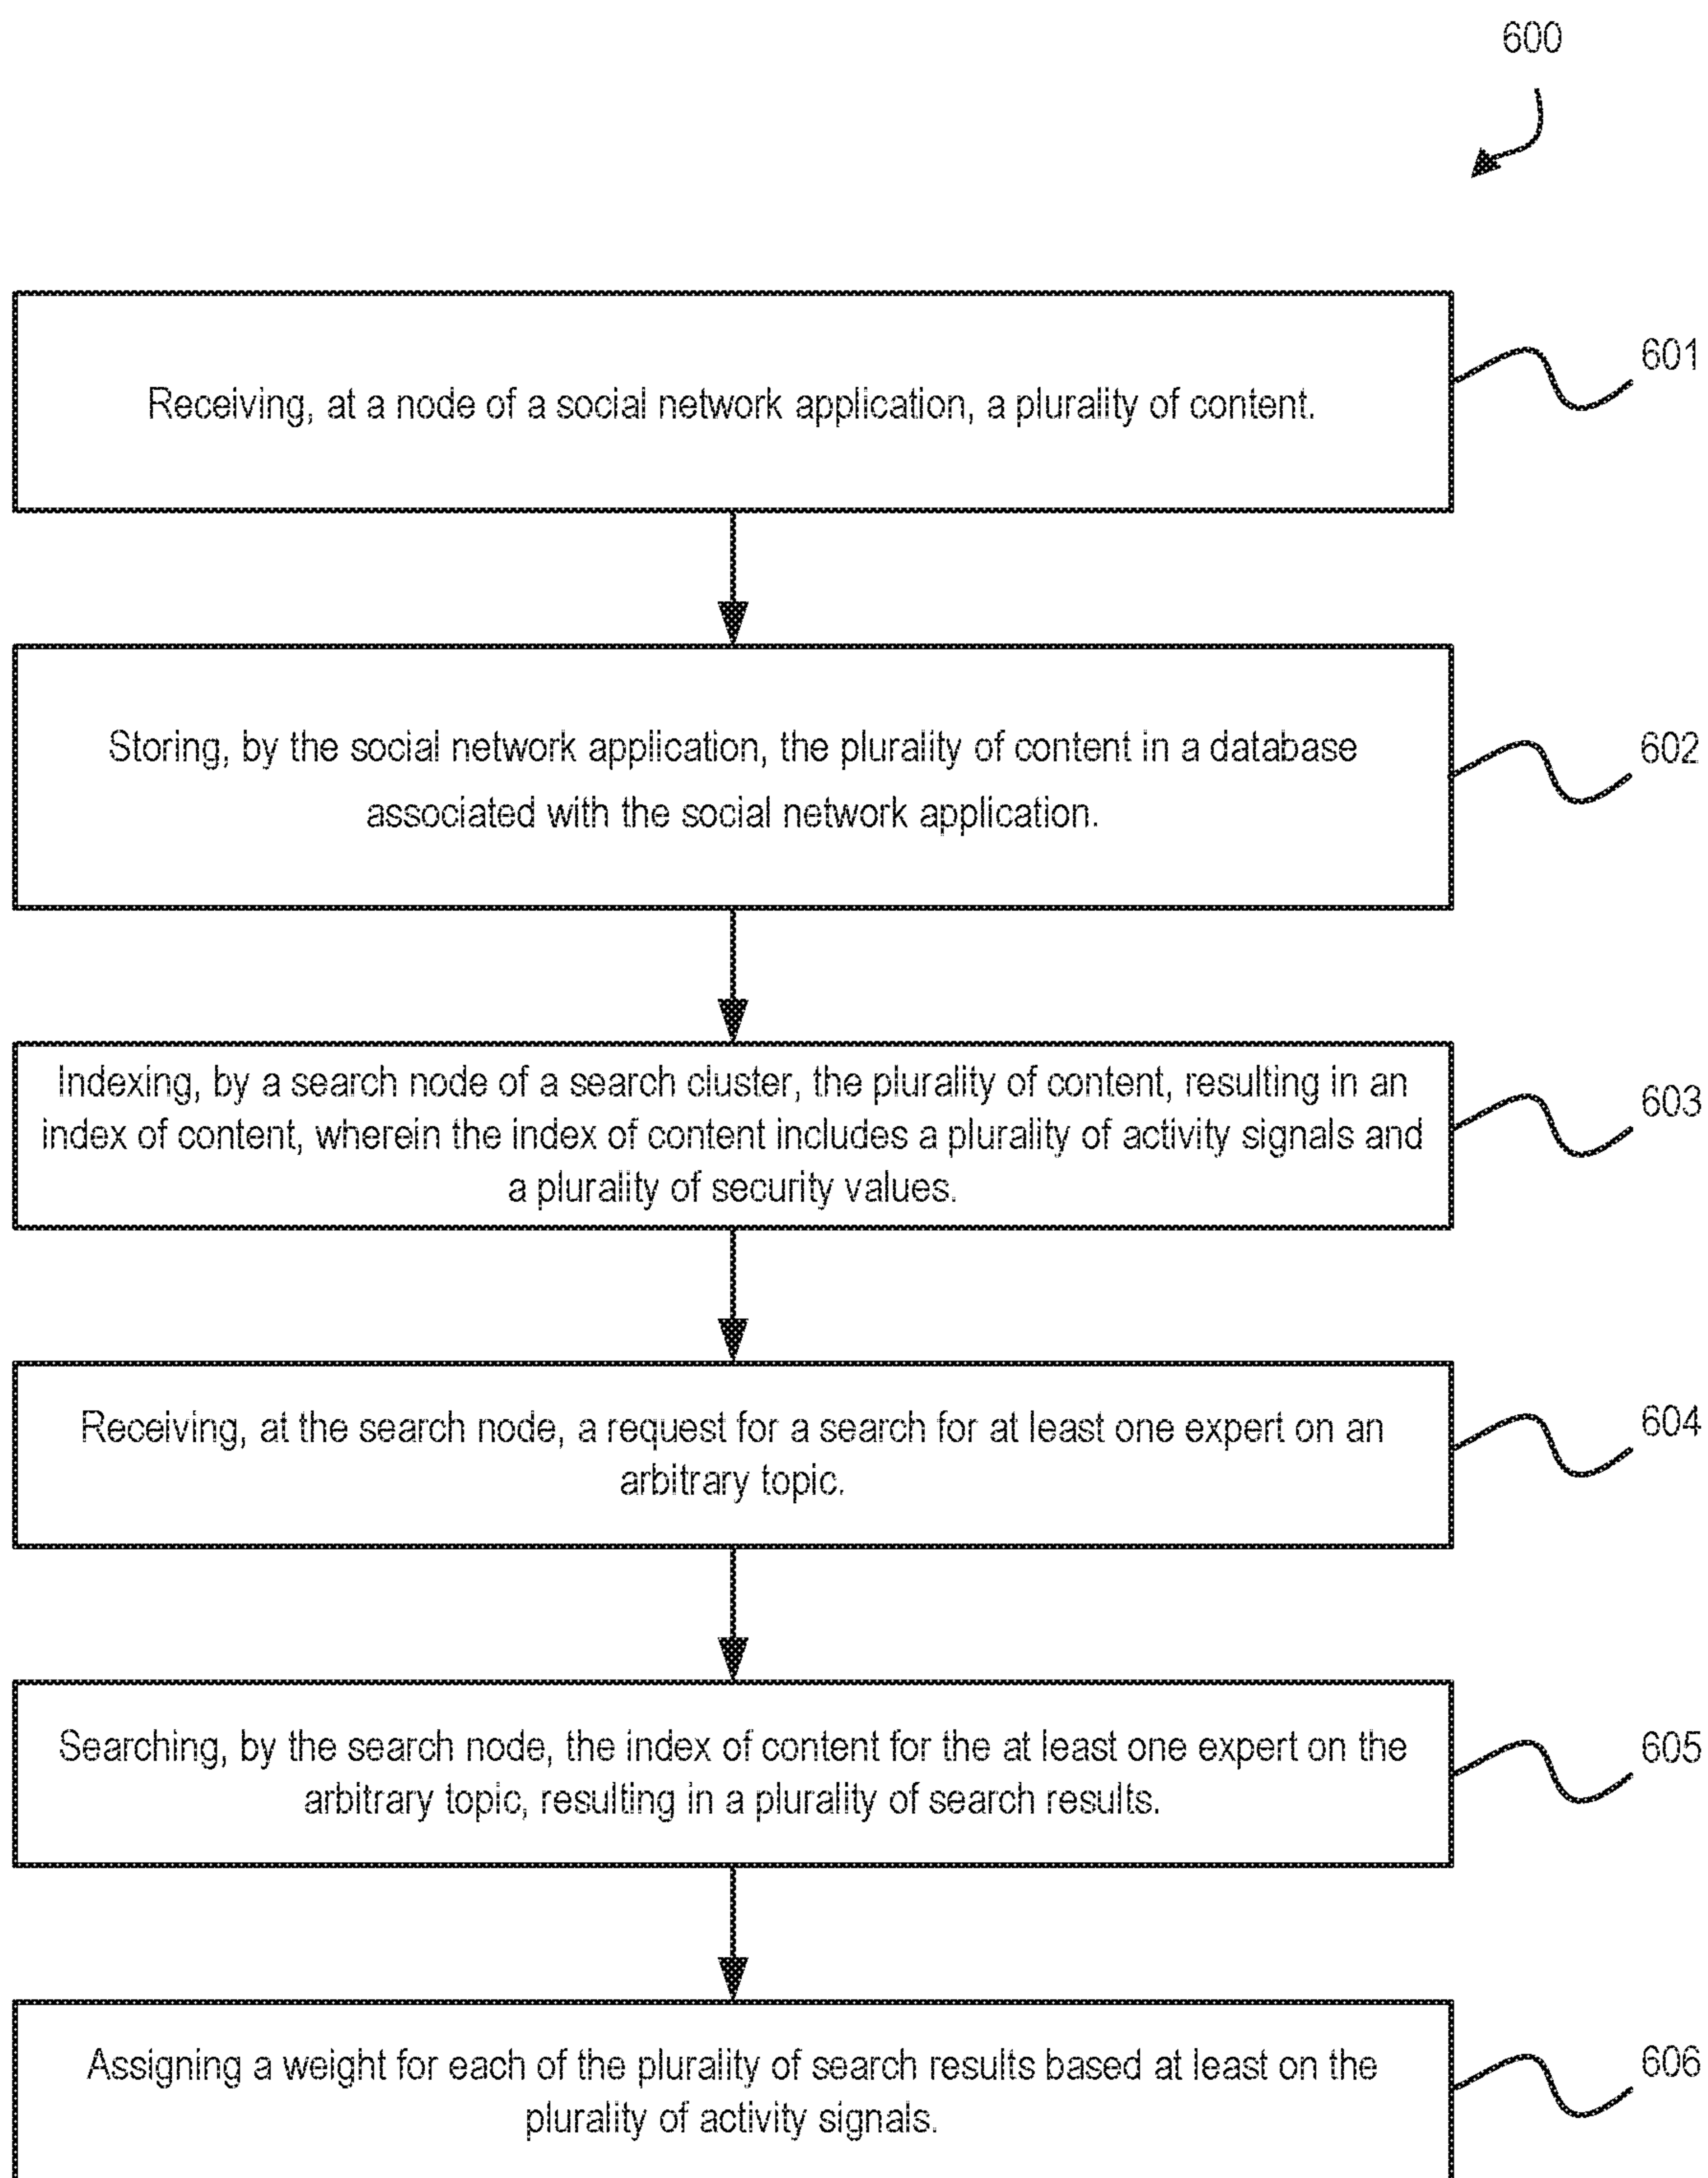 600
Receiving, at a node of a social network application, a plurality of content.
601
Storing, by the social network application, the plurality of content in a database
associated with the social network application.
602
Indexing, by a search node of a search cluster, the plurality of content, resulting in an
index of content, wherein the index of content includes a plurality of activity signals and
a plurality of security values.
603
Receiving, at the search node, a request for a search for at least one expert on an
arbitrary topic.
604
Searching, by the search node, the index of content for the at least one expert on the
arbitrary topic, resulting in a plurality of search results.
605
Assigning a weight for each of the plurality of search results based at least on the
plurality of activity signals.
606